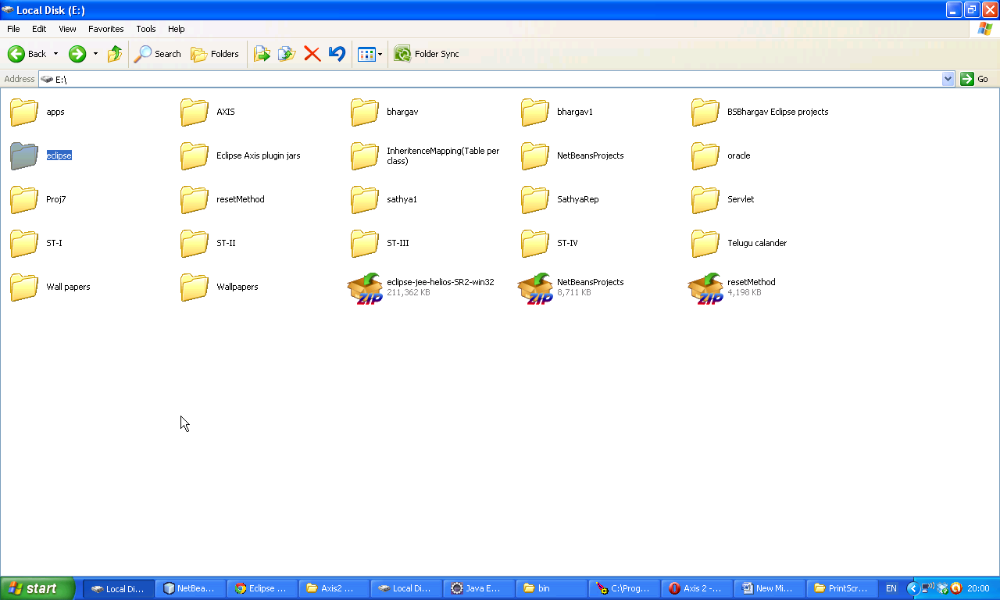 Local Disk (E:)
File Edit View Favorites Tools Help
Back Search Folders Folder Sync
Address E:\ Go
apps AXIS bhargav bhargav1 BSBhargav Eclipse projects
eclipse Eclipse Axis plugin jars InheritenceMapping(Table per class) NetBeansProjects oracle
Proj7 resetMethod sathya1 SathyaRep Servlet
ST-I ST-II ST-III ST-IV Telugu calander
Wall papers Wallpapers eclipse-jee-helios-SR2-win32 NetBeansProjects resetMethod
211,362 KB 8,711 KB 4,198 KB
ZIP ZIP ZIP
start Local Di... NetBea... Eclipse ... Axis2 ... Local Di... Java E... bin C:\Prog... Axis 2 -... New Mi... PrintScr... EN 20:00